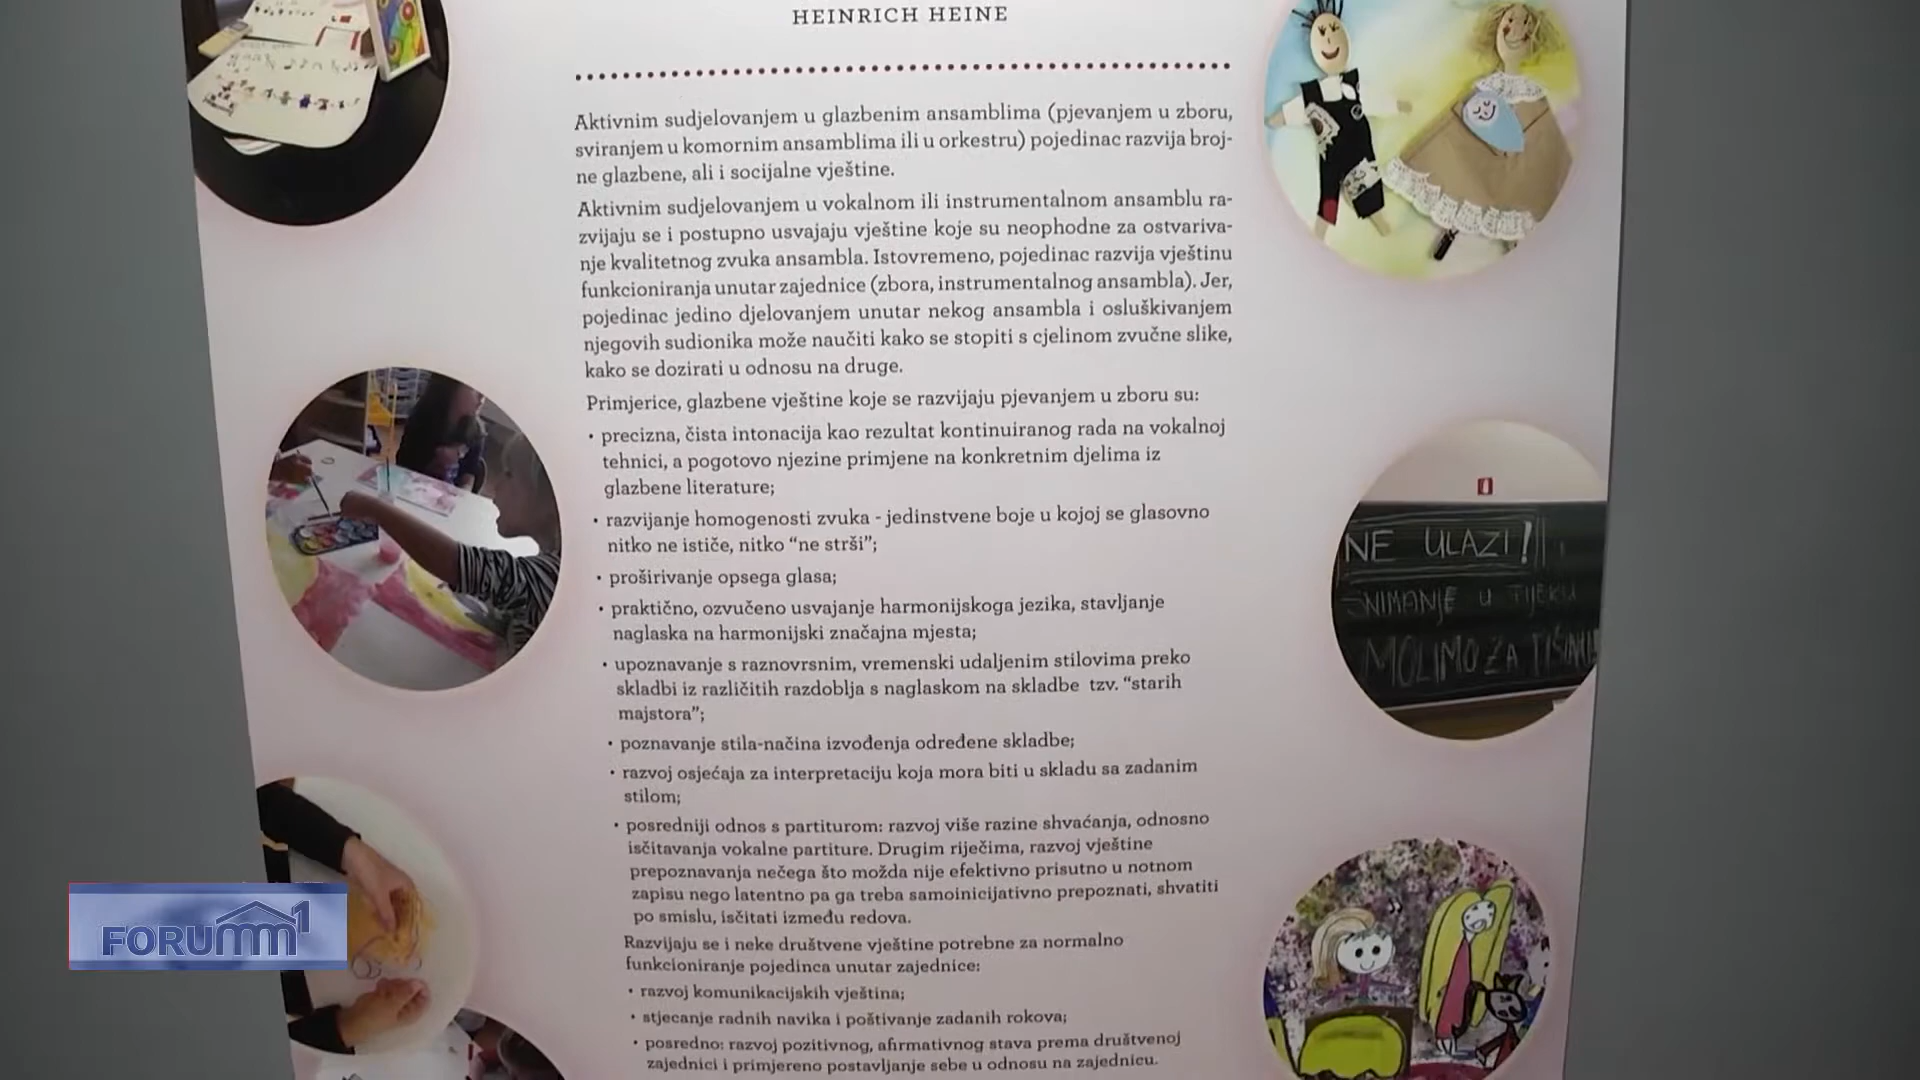 HEINRICH HEINE
Aktivnim sudjelovanjem u glazbenim ansamblima (pjevanjem u zboru,
sviranjem u komornim ansamblima ili u orkestru) pojedinac razvija broj-
ne glazbene, ali i socijalne vještine.
Aktivnim sudjelovanjem u vokalnom ili instrumentalnom ansamblu ra-
zvijaju se i postupno usvajaju vještine koje su neophodne za ostvariva-
nje kvalitetnog zvuka ansambla. Istovremeno, pojedinac razvija vještinu
funkcioniranja unutar zajednice (zbora, instrumentalnog ansambla). Jer,
pojedinac jedino djelovanjem unutar nekog ansambla i osluškivanjem
njegovih sudionika može naučiti kako se stopiti s cjelinom zvučne slike,
kako se dozirati u odnosu na druge.
Primjerice, glazbene vještine koje se razvijaju pjevanjem u zboru su:
• precizna, čista intonacija kao rezultat kontinuiranog rada na vokalnoj
tehnici, a pogotovo njezine primjene na konkretnim djelima iz
glazbene literature;
• razvijanje homogenosti zvuka - jedinstvene boje u kojoj se glasovno
nitko ne ističe, nitko “ne strši”;
• proširivanje opsega glasa;
• praktično, ozvučeno usvajanje harmonijskoga jezika, stavljanje
naglaska na harmonijski značajna mjesta;
• upoznavanje s raznovrsnim, vremenski udaljenim stilovima preko
skladbi iz različitih razdoblja s naglaskom na skladbe tzv. “starih
majstora”;
• poznavanje stila-načina izvođenja određene skladbe;
• razvoj osjećaja za interpretaciju koja mora biti u skladu sa zadanim
stilom;
• posredniji odnos s partiturom: razvoj više razine shvaćanja, odnosno
isčitavanja vokalne partiture. Drugim riječima, razvoj vještine
prepoznavanja nečega što možda nije efektivno prisutno u notnom
zapisu nego latentno pa ga treba samoinicijativno prepoznati, shvatiti
po smislu, isčitati između redova.
Razvijaju se i neke društvene vještine potrebne za normalno
funkcioniranje pojedinca unutar zajednice:
• razvoj komunikacijskih vještina;
• stjecanje radnih navika i poštivanje zadanih rokova;
• posredno: razvoj pozitivnog, afirmativnog stava prema društvenoj
zajednici i primjereno postavljanje sebe u odnosu na zajednicu.
NE ULAZI!
SNIMANJE U TIJEKU
MOLIMO ZA TIŠINU
FORUMM1